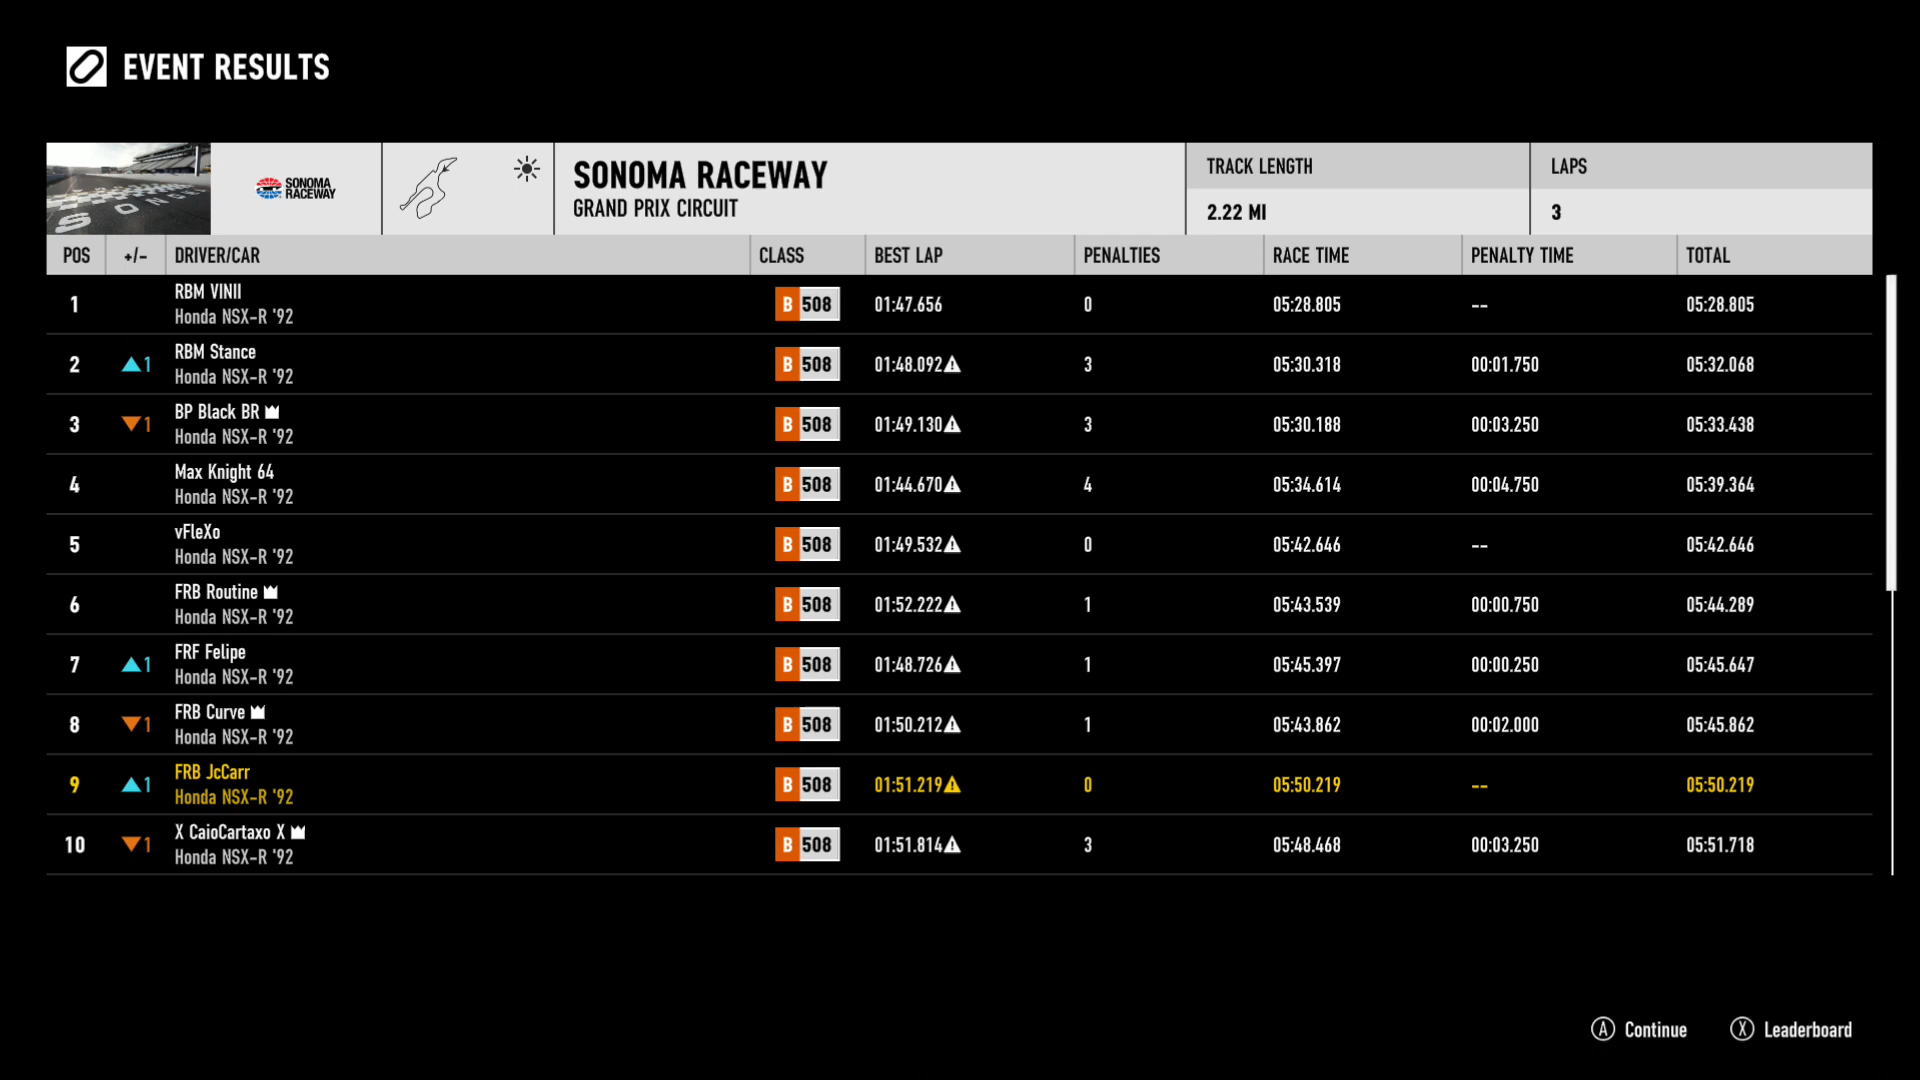 EVENT RESULTS
SONOMA
RACEWAY
SONOMA RACEWAY
GRAND PRIX CIRCUIT
TRACK LENGTH
2.22 MI
LAPS
3
POS +/- DRIVER/CAR CLASS BEST LAP PENALTIES RACE TIME PENALTY TIME TOTAL
1 RBM VINII B 508 01:47.656 0 05:28.805 -- 05:28.805
Honda NSX-R '92
2 1 RBM Stance B 508 01:48.092 3 05:30.318 00:01.750 05:32.068
Honda NSX-R '92
3 1 BP Black BR B 508 01:49.130 3 05:30.188 00:03.250 05:33.438
Honda NSX-R '92
4 Max Knight 64 B 508 01:44.670 4 05:34.614 00:04.750 05:39.364
Honda NSX-R '92
5 vFleXo B 508 01:49.532 0 05:42.646 -- 05:42.646
Honda NSX-R '92
6 FRB Routine B 508 01:52.222 1 05:43.539 00:00.750 05:44.289
Honda NSX-R '92
7 1 FRF Felipe B 508 01:48.726 1 05:45.397 00:00.250 05:45.647
Honda NSX-R '92
8 1 FRB Curve B 508 01:50.212 1 05:43.862 00:02.000 05:45.862
Honda NSX-R '92
9 1 FRB JcCarr B 508 01:51.219 0 05:50.219 -- 05:50.219
Honda NSX-R '92
10 1 X CaioCartaxo X B 508 01:51.814 3 05:48.468 00:03.250 05:51.718
Honda NSX-R '92
A Continue X Leaderboard